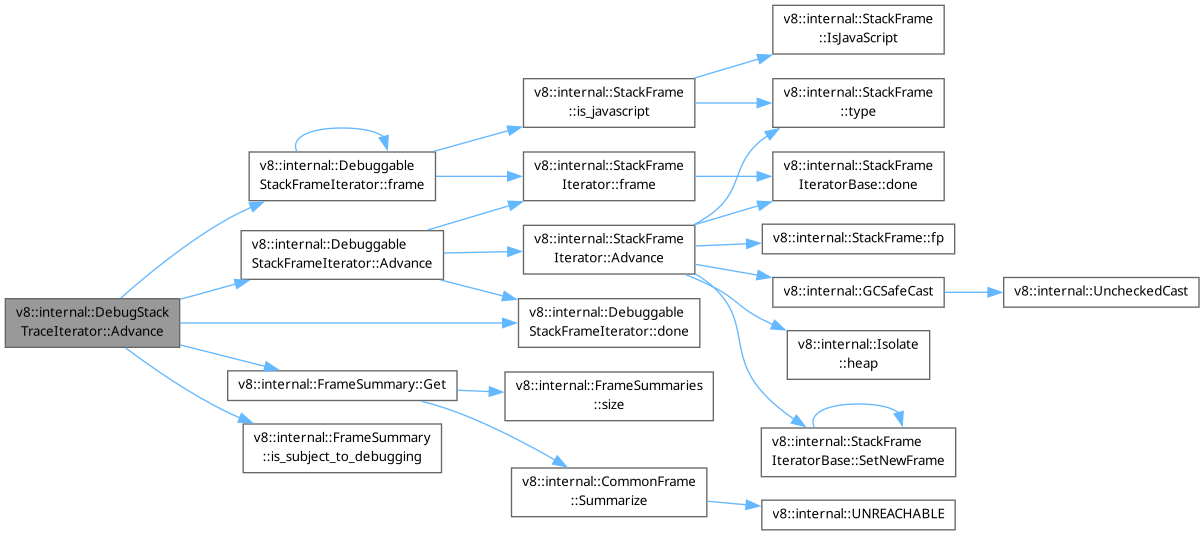 v8::internal::DebugStack
TraceIterator::Advance
v8::internal::Debuggable
StackFrameIterator::frame
v8::internal::Debuggable
StackFrameIterator::Advance
v8::internal::FrameSummary::Get
v8::internal::FrameSummary
::is_subject_to_debugging
v8::internal::StackFrame
::is_javascript
v8::internal::StackFrame
Iterator::frame
v8::internal::StackFrame
Iterator::Advance
v8::internal::Debuggable
StackFrameIterator::done
v8::internal::FrameSummaries
::size
v8::internal::CommonFrame
::Summarize
v8::internal::StackFrame
::IsJavaScript
v8::internal::StackFrame
::type
v8::internal::StackFrame
IteratorBase::done
v8::internal::StackFrame::fp
v8::internal::GCSafeCast
v8::internal::Isolate
::heap
v8::internal::StackFrame
IteratorBase::SetNewFrame
v8::internal::UNREACHABLE
v8::internal::UncheckedCast